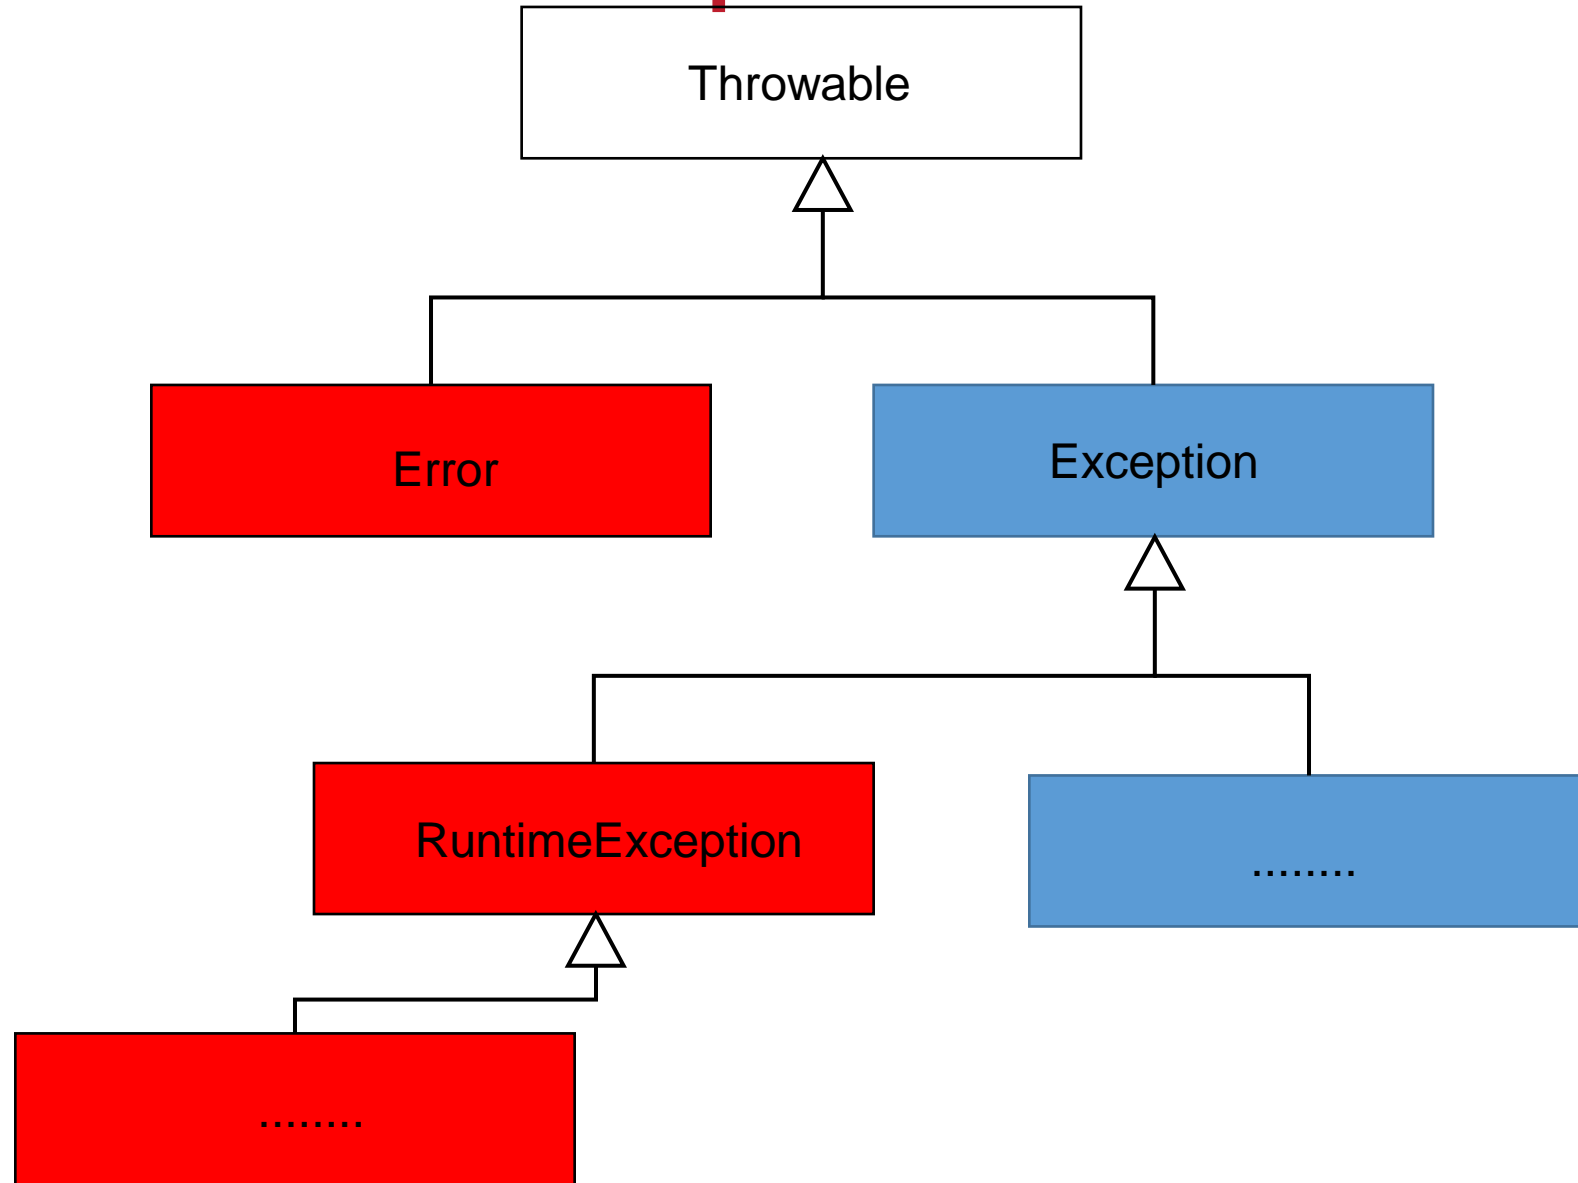 Throwable
Error
Exception
RuntimeException
........
........